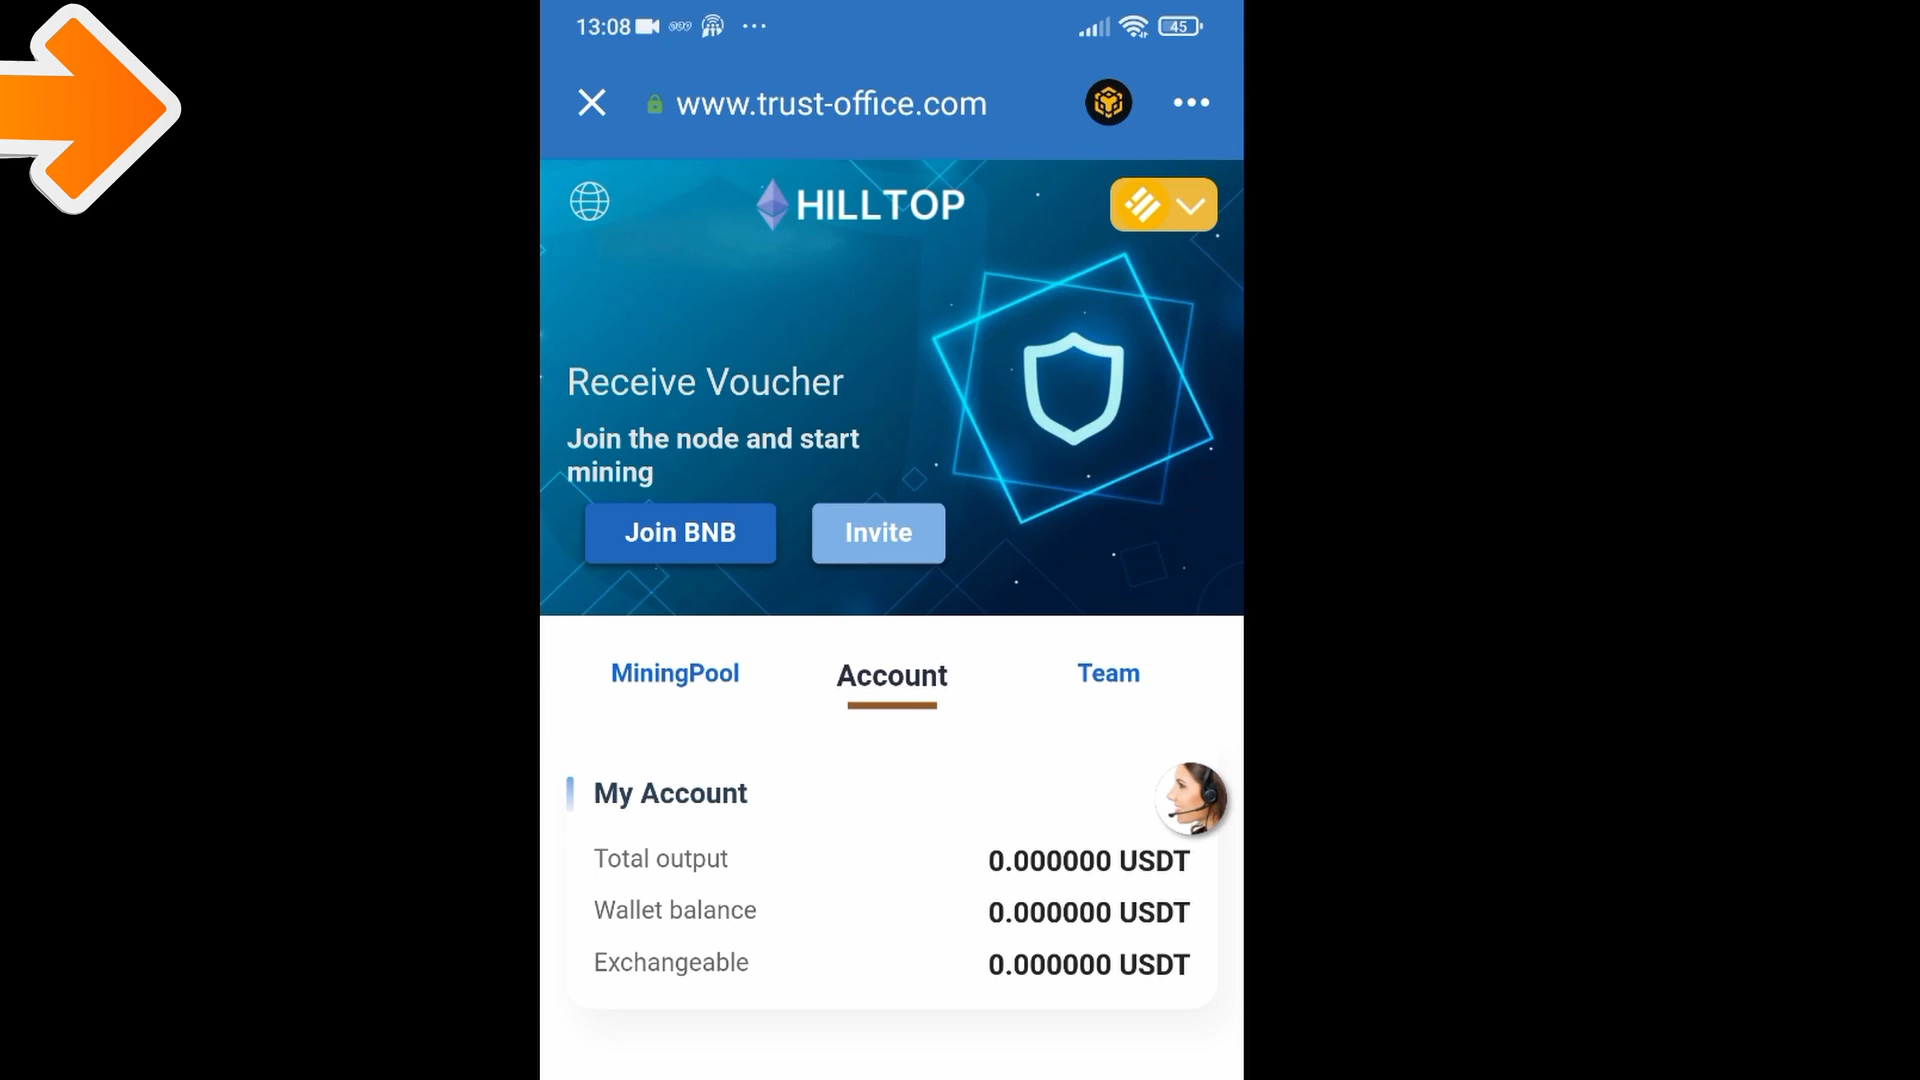 13:08
45
www.trust-office.com
HILLTOP
Receive Voucher
Join the node and start
mining
Join BNB
Invite
MiningPool
Account
Team
My Account
Total output
0.000000 USDT
Wallet balance
0.000000 USDT
Exchangeable
0.000000 USDT